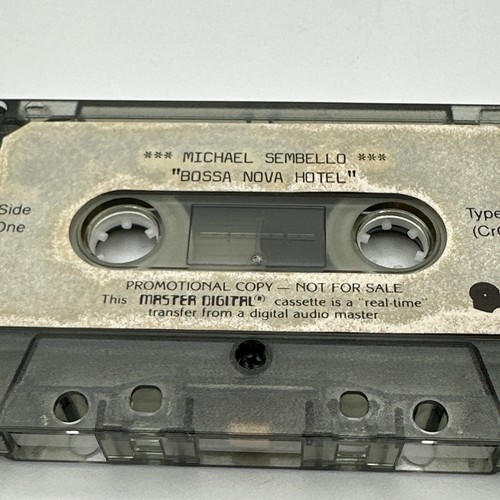 *** MICHAEL SEMBELLO ***
"BOSSA NOVA HOTEL"
Side
One
Type
(Cr
PROMOTIONAL COPY — NOT FOR SALE
This MASTER DIGITAL® cassette is a "real-time"
transfer from a digital audio master